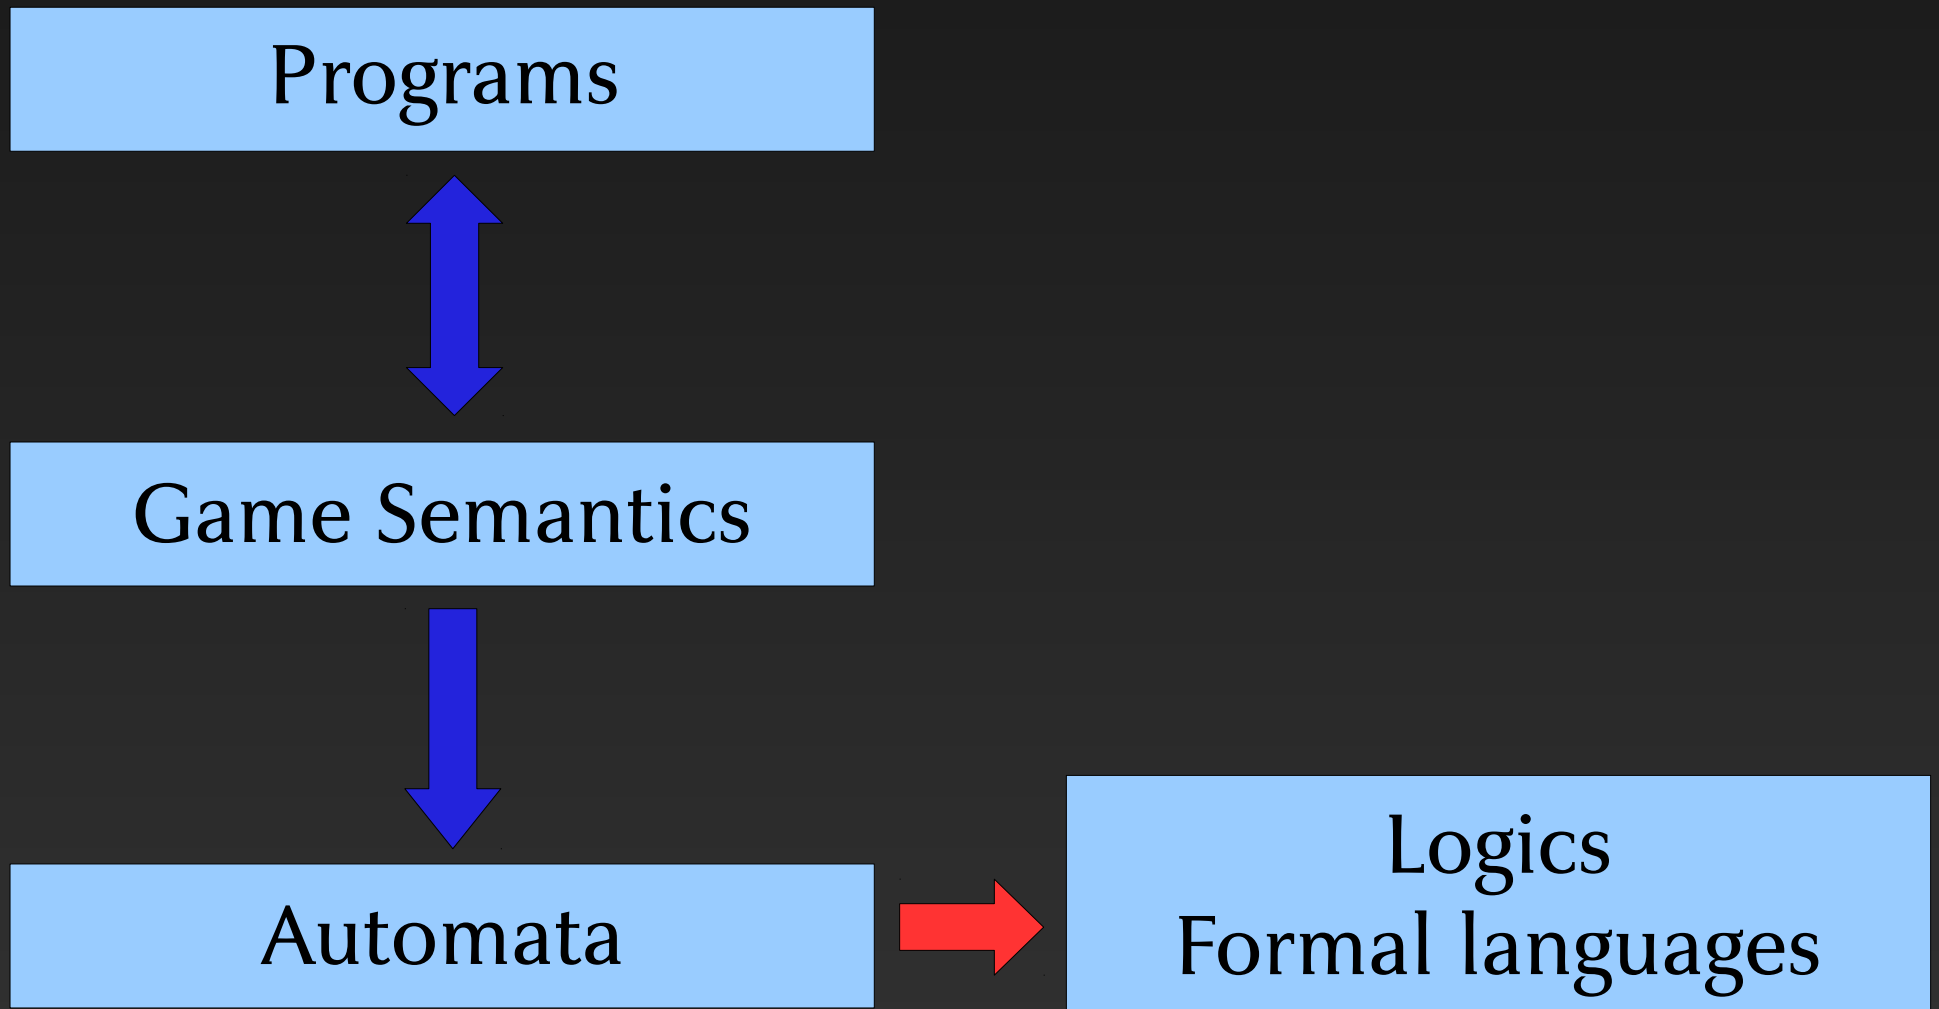 Programs
Game Semantics
Automata
Logics
Formal languages